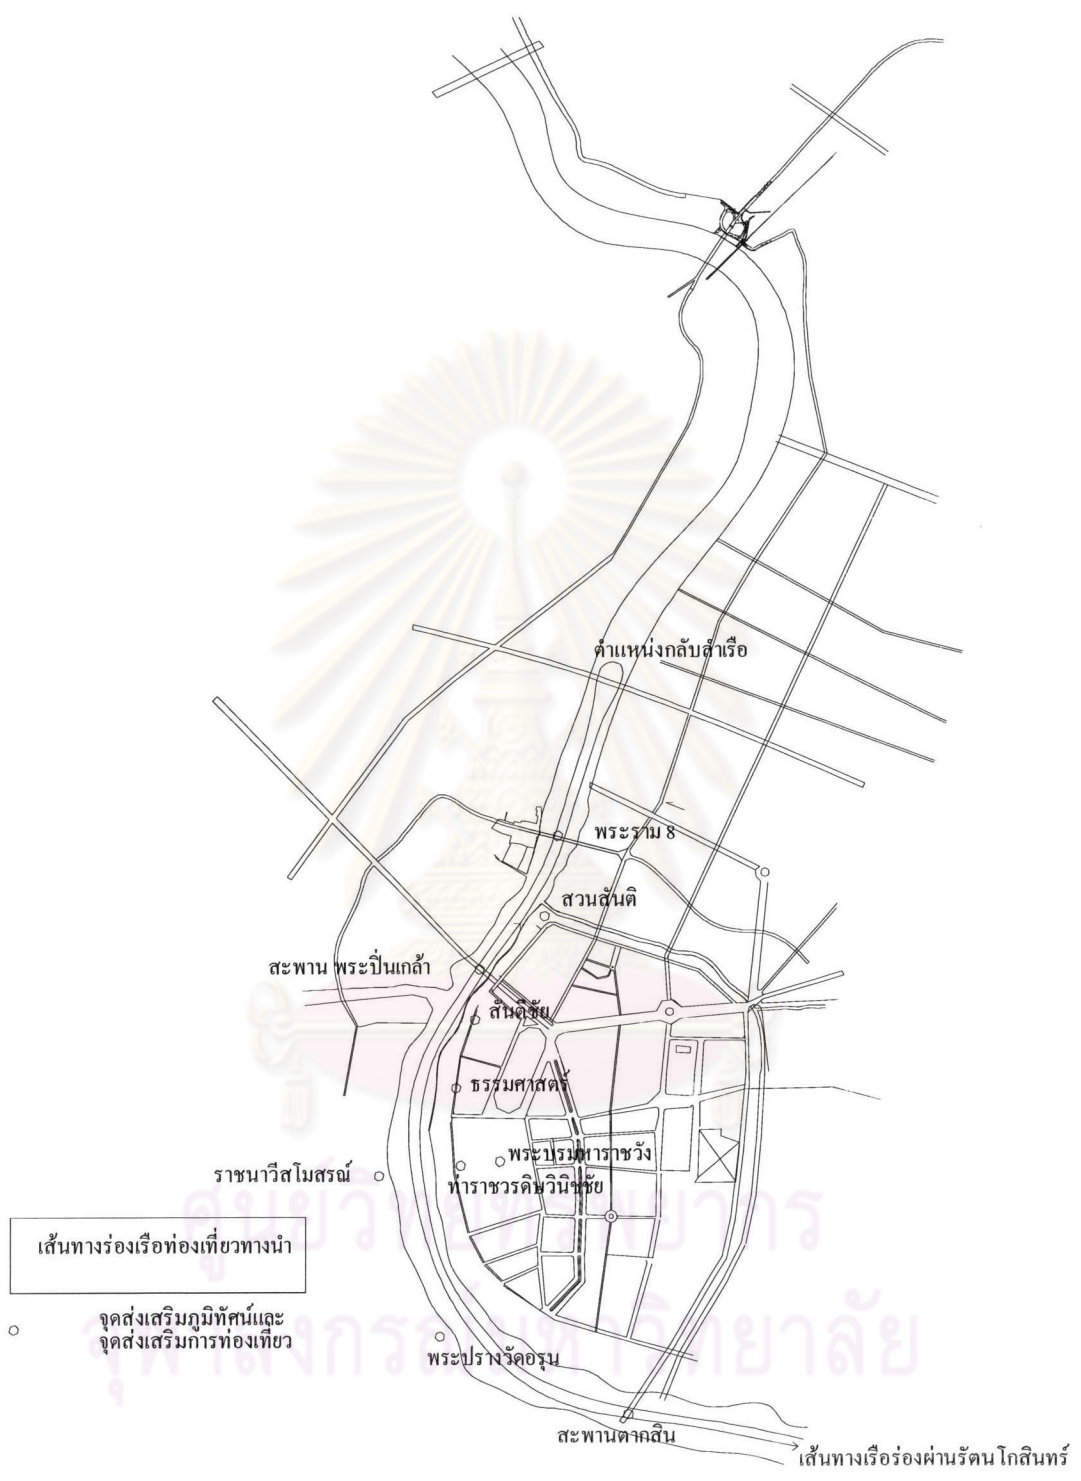 ตำแหน่งกลับลำเรือ
พระราม 8
สวนสันติ
สะพาน พระปิ่นเกล้า
สันติชัย
ธรรมศาสตร์
พระบรมหาราชวัง
ราชนาวีสโมสรณ์
ท่าราชวรดิษวินิชชัย
ศูนย์วิทยทรัพยากร
เส้นทางร่องเรือท่องเที่ยวทางนำ
จุดส่งเสริมภูมิทัศน์และ
จุดส่งเสริมการท่องเที่ยว
จุฬาลงกรณ์มหาวิทยาลัย
พระปรางวัดอรุน
สะพานตากสิน
เส้นทางเรือร่องผ่านรัตนโกสินทร์